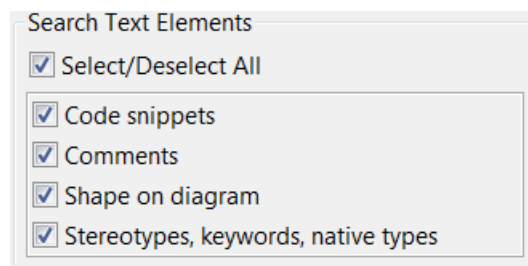 Search Text Elements
Select/Deselect All
Code snippets
Comments
Shape on diagram
Stereotypes, keywords, native types